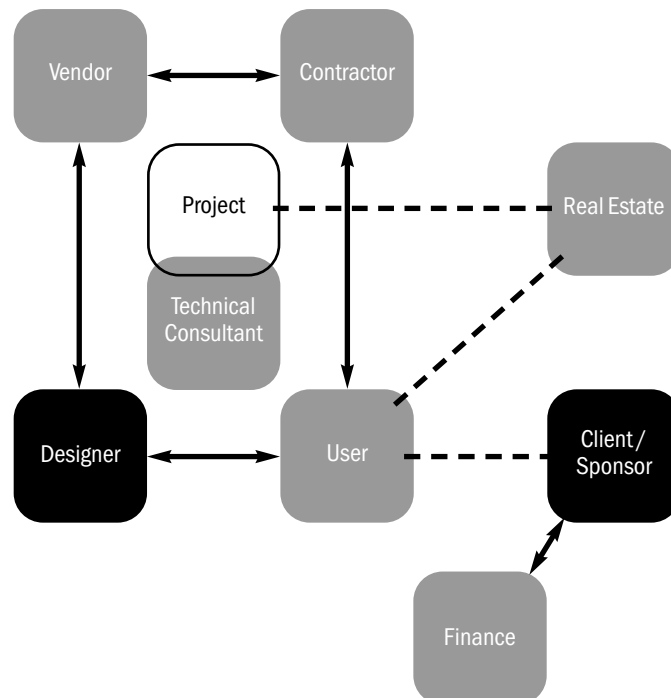 Vendor
Contractor
Project
Real Estate
Technical
Consultant
Designer
User
Client/
Sponsor
Finance